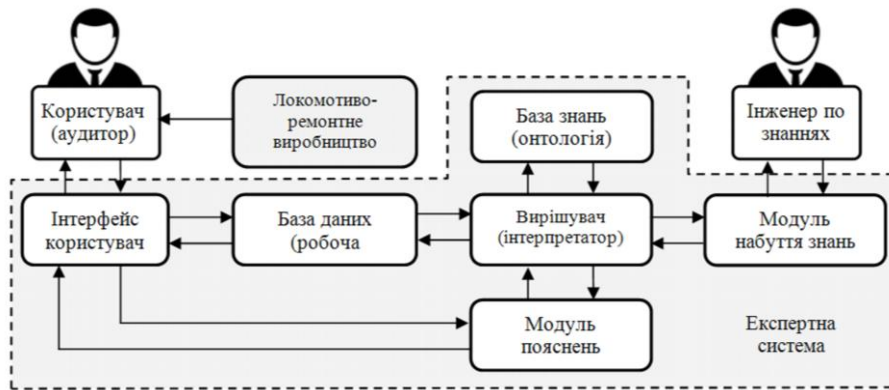 Користувач
(аудитор)
Локомотиво-
ремонтне
виробництво
База знань
(онтологія)
Інженер по
знаннях
Інтерфейс
користувач
База даних
(робоча
Вирішувач
(інтерпретатор)
Модуль
набуття знань
Модуль
пояснень
Експертна
система